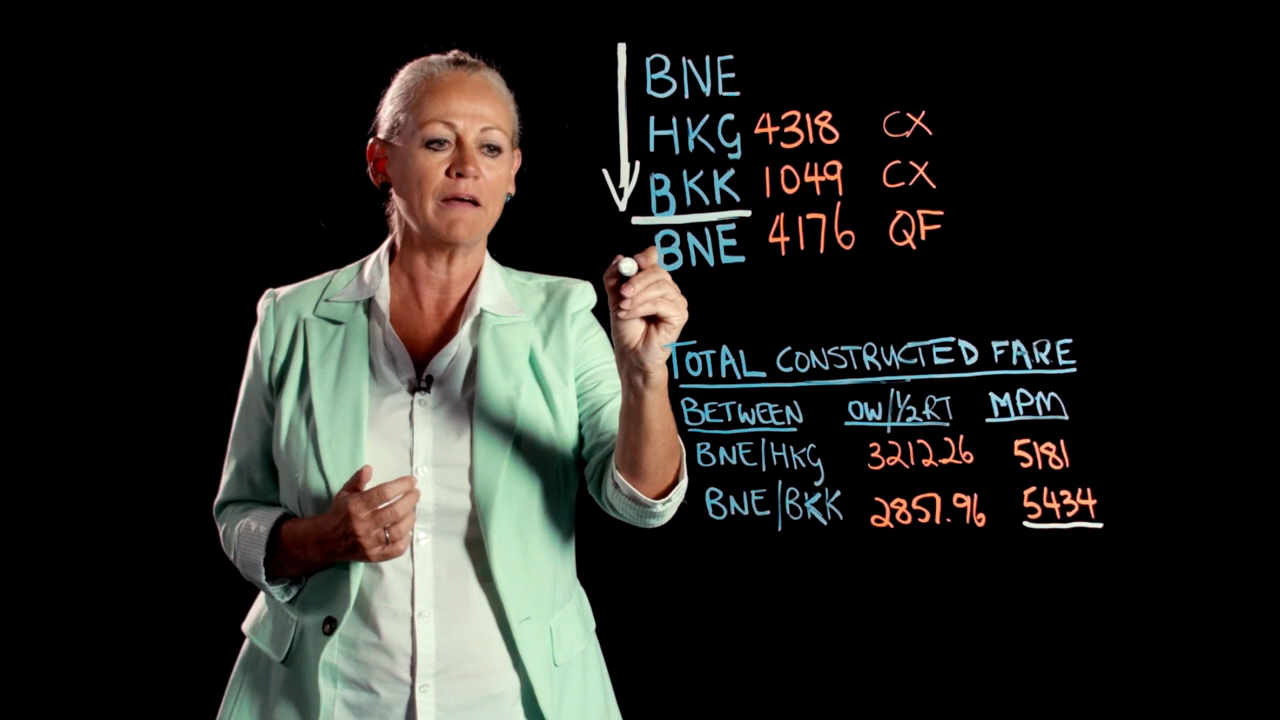 BNE
HKG 4318 CX
BKK 1049 CX
BNE 4176 QF
TOTAL CONSTRUCTED FARE
BETWEEN OW/½RT MPM
BNE/HKG 3212.26 5181
BNE/BKK 2857.96 5434